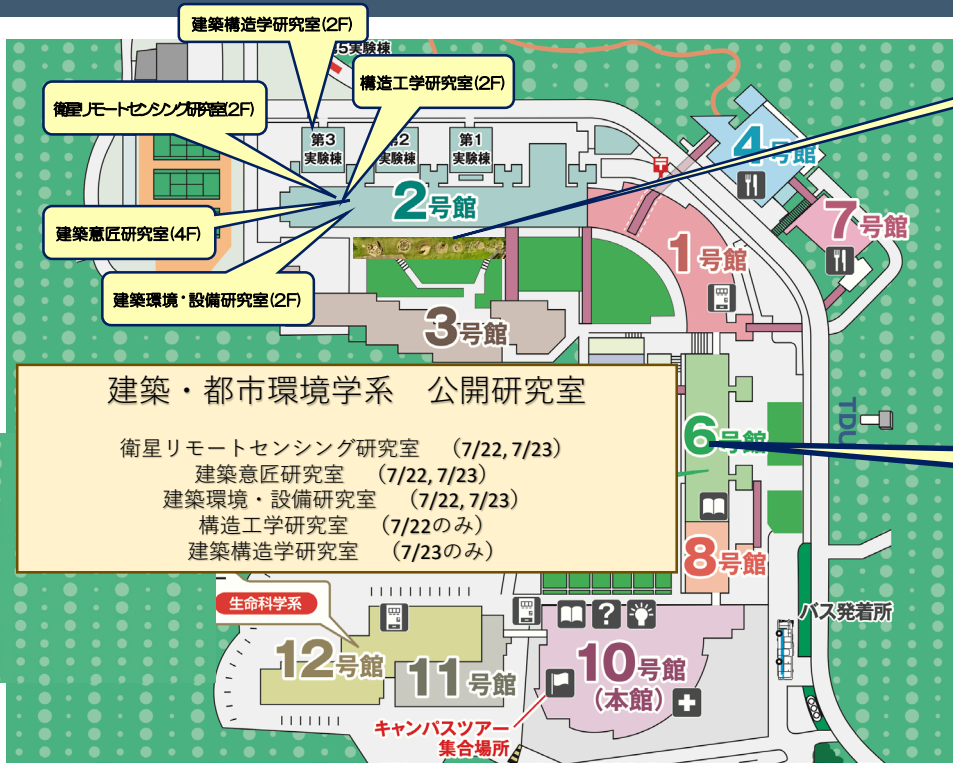 建築構造学研究室(2F)
5実験棟
構造工学研究室(2F)
衛星リモートセンシング研究室(2F)
第3
実験棟
第2
実験棟
第1
実験棟
4号館
2号館
7号館
建築意匠研究室(4F)
1号館
建築環境・設備研究室(2F)
3号館
建築・都市環境学系 公開研究室
衛星リモートセンシング研究室 (7/22, 7/23)
建築意匠研究室 (7/22, 7/23)
建築環境・設備研究室 (7/22, 7/23)
構造工学研究室 (7/22のみ)
建築構造学研究室 (7/23のみ)
TDU
6号館
8号館
生命科学系
バス発着所
12号館
11号館
10号館
(本館)
キャンパスツアー
集合場所